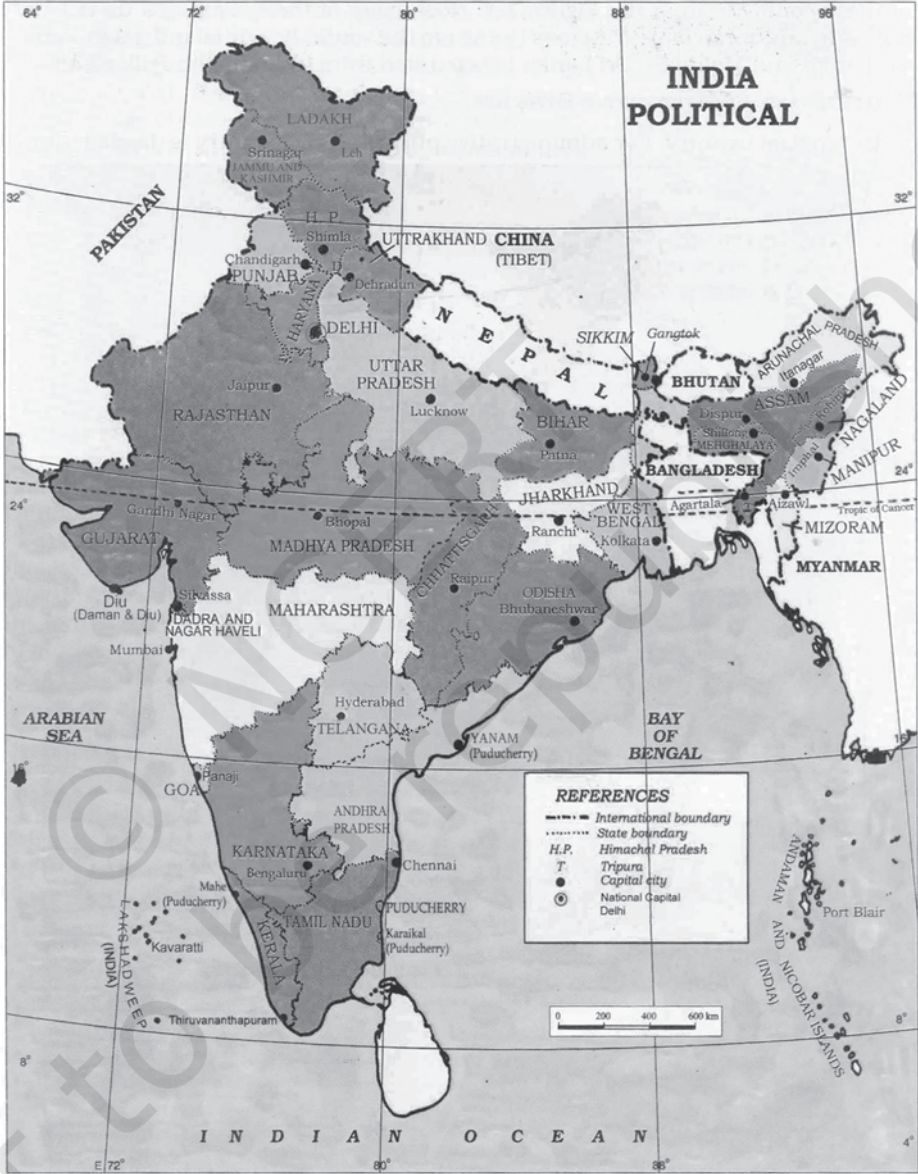 64°
72°
80°
88°
96°
INDIA
POLITICAL
LADAKH
Srinagar
Leh
JAMMU AND
KASHMIR
32°
32°
PAKISTAN
H. P.
Shimla
UTTRAKHAND
CHINA
(TIBET)
Chandigarh
PUNJAB
D
Dehradun
HARYANA
DELHI
NEPAL
SIKKIM
Gangtok
ARUNACHAL PRADESH
Itanagar
UTTAR
PRADESH
BHUTAN
Jaipur
RAJASTHAN
Lucknow
BIHAR
Patna
Dispur
ASSAM
Shillong
MEGHALAYA
NAGALAND
Imphal
MANIPUR
BANGLADESH
24°
24°
JHARKHAND
Tropic of Cancer
Gandhi Nagar
Bhopal
Ranchi
WEST
BENGAL
Agartala
T
Aizawl
GUJARAT
MADHYA PRADESH
CHHATTISGARH
Kolkata
MIZORAM
MYANMAR
Raipur
ODISHA
Bhubaneshwar
Diu
(Daman & Diu)
Silvassa
DADRA AND
NAGAR HAVELI
MAHARASHTRA
Mumbai
Hyderabad
TELANGANA
ARABIAN
SEA
BAY
OF
BENGAL
YANAM
(Puducherry)
16°
16°
GOA
Panaji
ANDHRA
PRADESH
REFERENCES
International boundary
State boundary
H.P. Himachal Pradesh
T Tripura
Capital city
National Capital
Delhi
KARNATAKA
Bengaluru
Chennai
Mahe
(Puducherry)
TAMIL NADU
PUDUCHERRY
Karaikal
(Puducherry)
KERALA
LAKSHADWEEP
(INDIA)
Kavaratti
Thiruvananthapuram
ANDAMAN AND NICOBAR ISLANDS
(INDIA)
Port Blair
0 200 400 600 km
8°
8°
INDIAN OCEAN
E 72°
80°
88°
4°
© NCERT